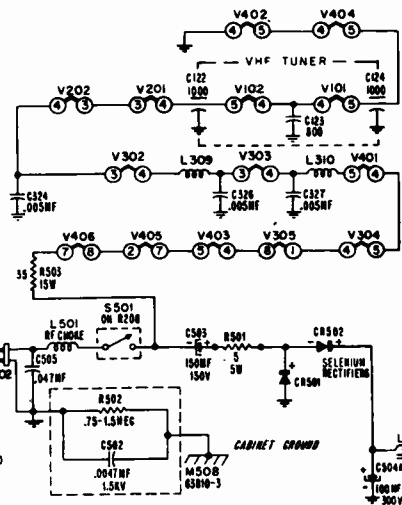 V402 V404
4 5 4 5
VHF TUNER
C122
1000
C124
1000
V202 V201 V102 V101
4 3 3 4 5 4 5 4
C123
800
V302 L309 V303 L310 V401
3 4 3 4 5 4
C324
.005MF
C326
.005MF
C327
.005MF
V406 V405 V403 V305 V304
7 8 2 7 5 4 8 1 4 5
35 R503
15W
S501
ON R208
L501
RF CHOKE
C503
150MF
150V
R501
5
5W
CR502
SELENIUM
RECTIFIERS
CR501
02
C505
.047MF
R502
.75-1.5MEG
C502
.0047MF
1.5KV
CABINET GROUND
M508
63B10-3
L
C504A
100MF
300V